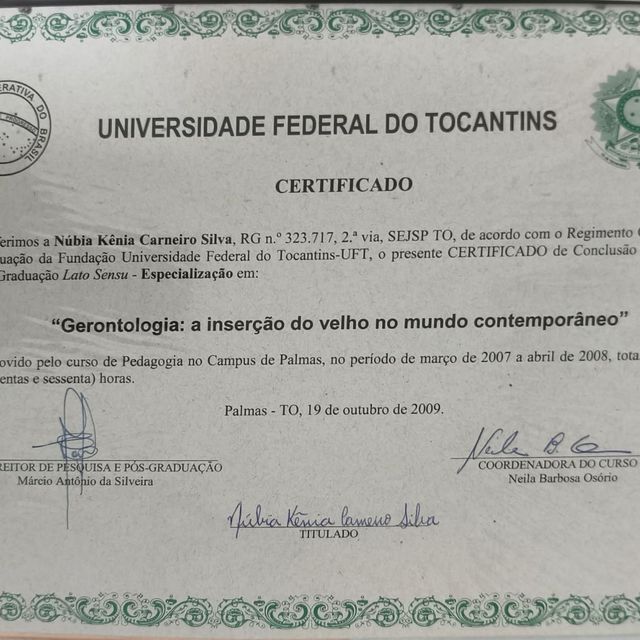 ERATIVA DO BRASIL
UNIVERSIDADE FEDERAL DO TOCANTINS
CERTIFICADO
ferimos a Núbia Kênia Carneiro Silva, RG n.º 323.717, 2.ª via, SEJSP TO, de acordo com o Regimento
uação da Fundação Universidade Federal do Tocantins-UFT, o presente CERTIFICADO de Conclusão
Graduação Lato Sensu - Especialização em:
“Gerontologia: a inserção do velho no mundo contemporâneo”
ovido pelo curso de Pedagogia no Campus de Palmas, no período de março de 2007 a abril de 2008, tota
entas e sessenta) horas.
Palmas - TO, 19 de outubro de 2009.
REITOR DE PESQUISA E PÓS-GRADUAÇÃO
Márcio Antônio da Silveira
COORDENADORA DO CURSO
Neila Barbosa Osório
Núbia Kênia Carneiro Silva
TITULADO